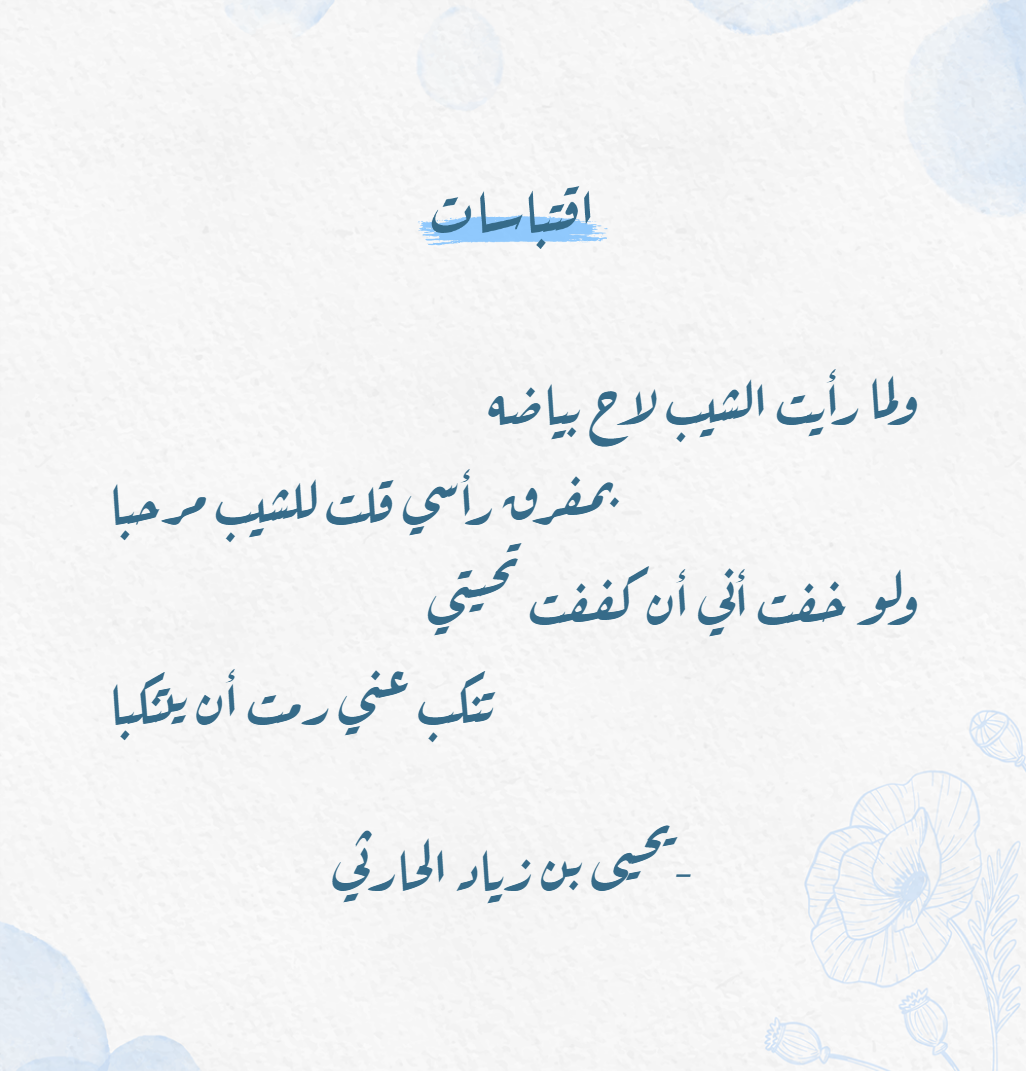 اقتباسات
ولما رأيت الشيب لاح بياضه
بمفرق رأسي قلت للشيب مرحبا
ولو خفت أني أن كففت تحيتي
تنكب عني رمت أن يتنكبا
-يحيى بن زياد الحارثي